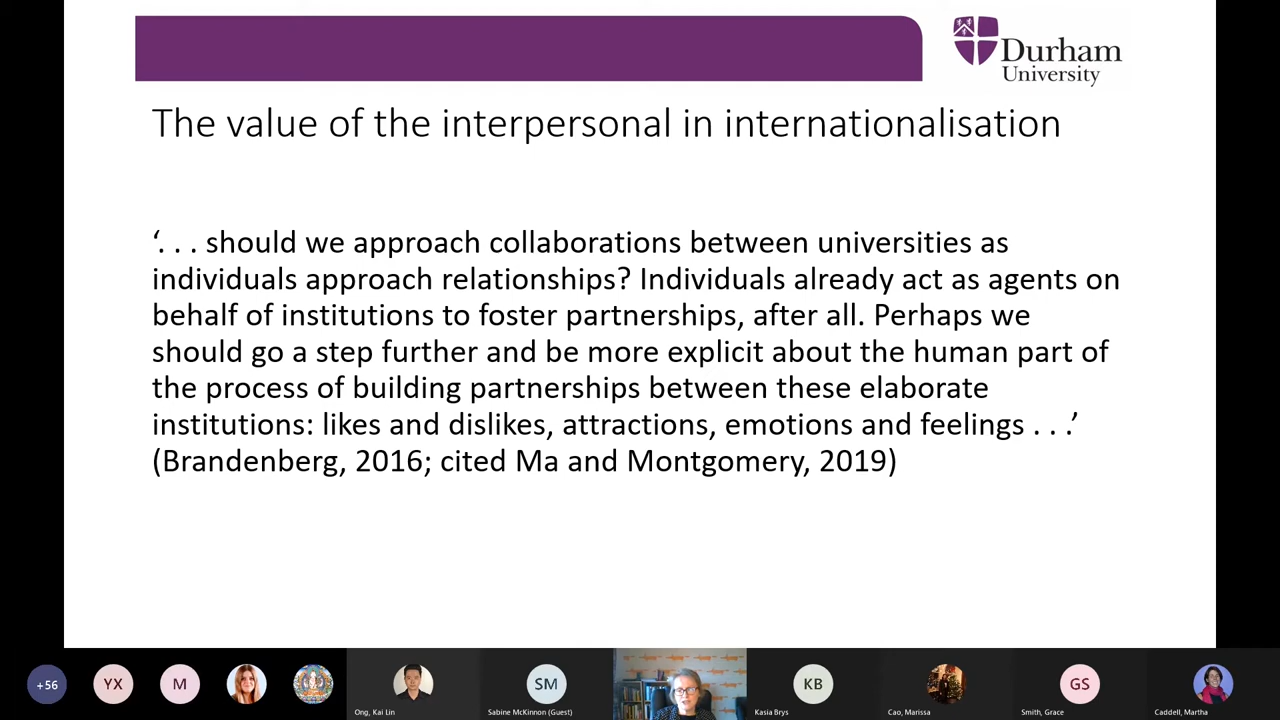 Durham
University
The value of the interpersonal in internationalisation
‘. . . should we approach collaborations between universities as
individuals approach relationships? Individuals already act as agents on
behalf of institutions to foster partnerships, after all. Perhaps we
should go a step further and be more explicit about the human part of
the process of building partnerships between these elaborate
institutions: likes and dislikes, attractions, emotions and feelings . . .’
(Brandenberg, 2016; cited Ma and Montgomery, 2019)
+56
YX
M
SM
KB
GS
Ong, Kai Lin
Sabine McKinnon (Guest)
Kasia Brys
Cao, Marissa
Smith, Grace
Caddell, Martha